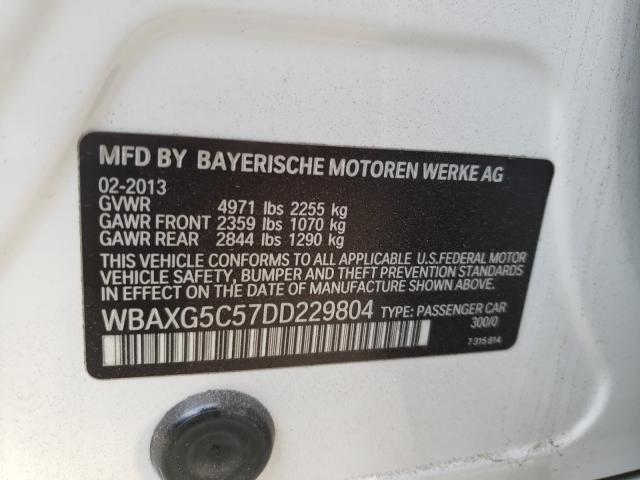 MFD BY BAYERISCHE MOTOREN WERKE AG
02-2013
GVWR 4971 lbs 2255 kg
GAWR FRONT 2359 lbs 1070 kg
GAWR REAR 2844 lbs 1290 kg
THIS VEHICLE CONFORMS TO ALL APPLICABLE U.S.FEDERAL MOTOR
VEHICLE SAFETY, BUMPER AND THEFT PREVENTION STANDARDS
IN EFFECT ON THE DATE OF MANUFACTURE SHOWN ABOVE.
WBAXG5C57DD229804 TYPE: PASSENGER CAR
300/0
7 315 814